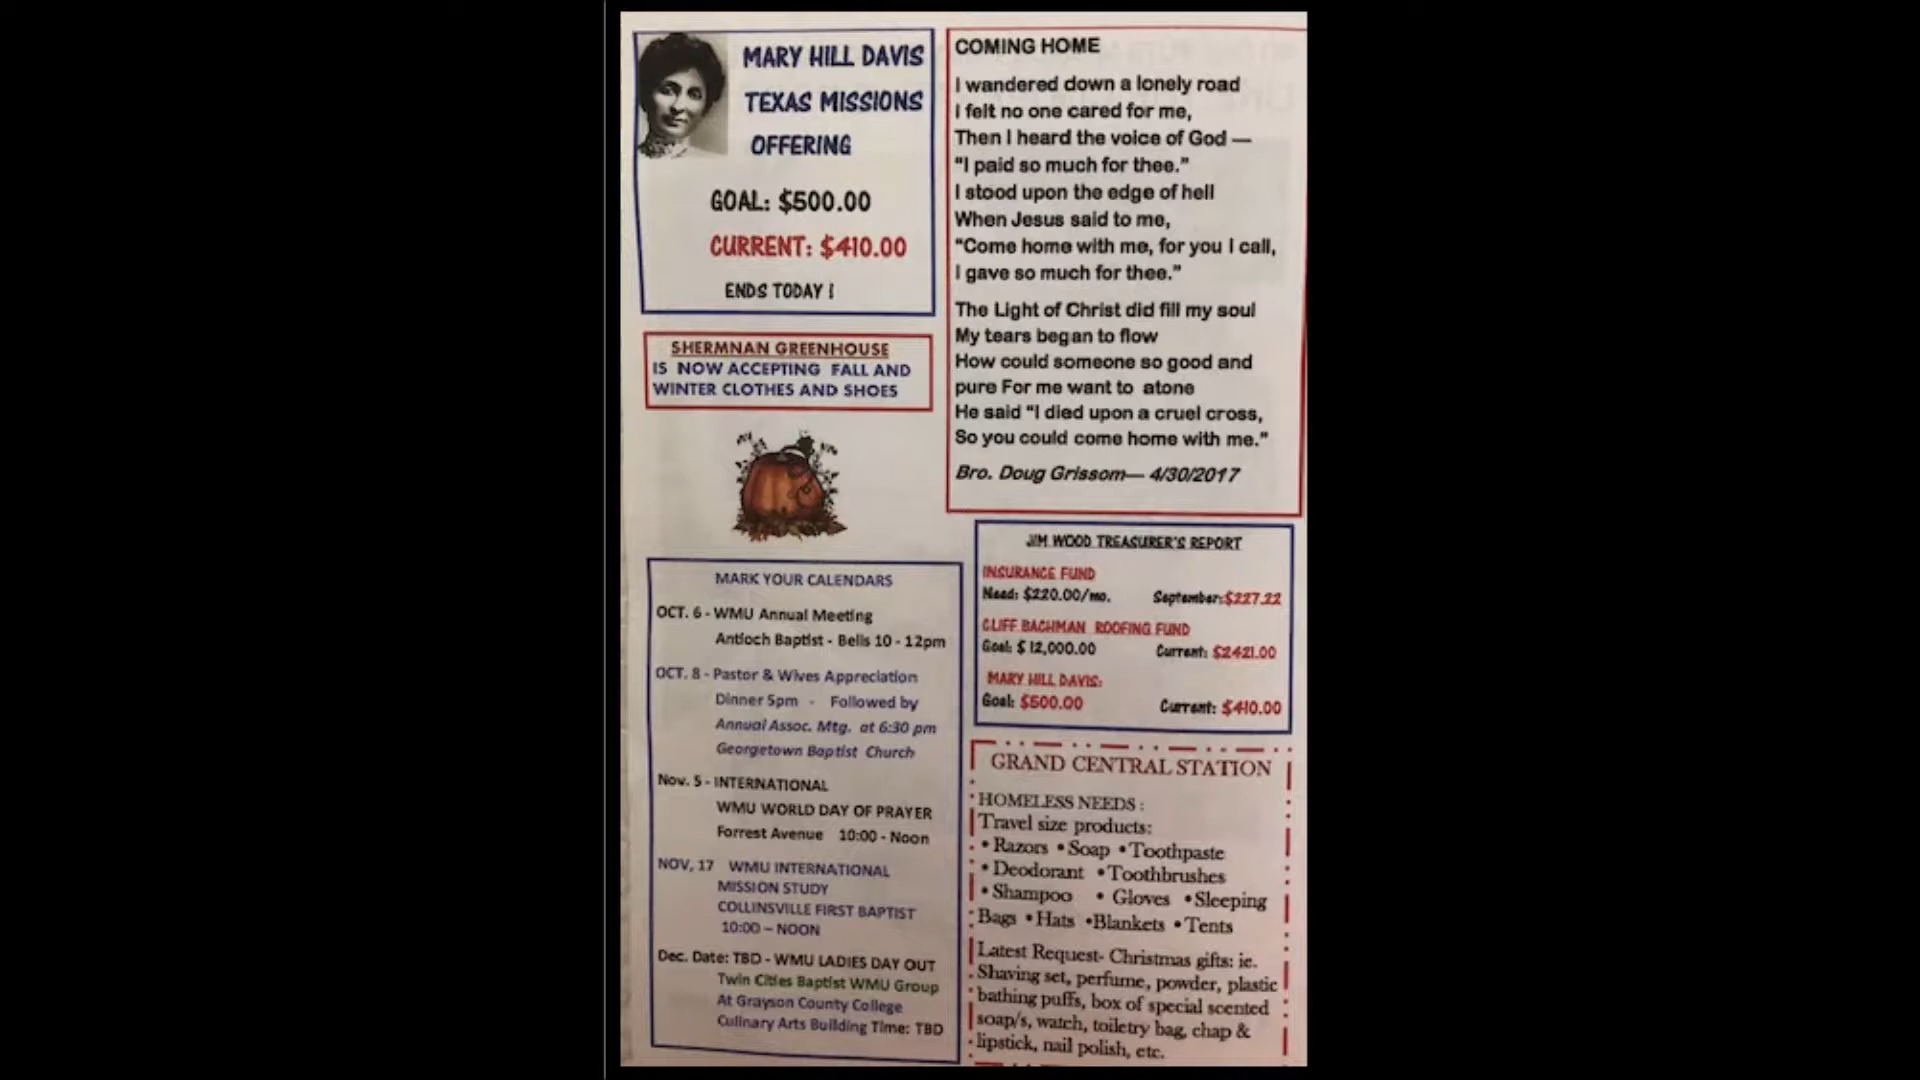 MARY HILL DAVIS
TEXAS MISSIONS
OFFERING
GOAL: $500.00
CURRENT: $410.00
ENDS TODAY !
SHERMNAN GREENHOUSE
IS NOW ACCEPTING FALL AND
WINTER CLOTHES AND SHOES
MARK YOUR CALENDARS
OCT. 6 - WMU Annual Meeting
Antioch Baptist - Bells 10 - 12pm
OCT. 8 - Pastor & Wives Appreciation
Dinner 5pm - Followed by
Annual Assoc. Mtg. at 6:30 pm
Georgetown Baptist Church
Nov. 5 - INTERNATIONAL
WMU WORLD DAY OF PRAYER
Forrest Avenue 10:00 - Noon
NOV, 17 WMU INTERNATIONAL
MISSION STUDY
COLLINSVILLE FIRST BAPTIST
10:00 – NOON
Dec. Date: TBD - WMU LADIES DAY OUT
Twin Cities Baptist WMU Group
At Grayson County College
Culinary Arts Building Time: TBD
COMING HOME
I wandered down a lonely road
I felt no one cared for me,
Then I heard the voice of God —
“I paid so much for thee.”
I stood upon the edge of hell
When Jesus said to me,
“Come home with me, for you I call,
I gave so much for thee.”
The Light of Christ did fill my soul
My tears began to flow
How could someone so good and
pure For me want to atone
He said “I died upon a cruel cross,
So you could come home with me.”
Bro. Doug Grissom— 4/30/2017
JIM WOOD TREASURER'S REPORT
INSURANCE FUND
Need: $220.00/mo. September:$227.22
CLIFF BACHMAN ROOFING FUND
Goal: $ 12,000.00 Current: $2421.00
MARY HILL DAVIS:
Goal: $500.00 Current: $410.00
GRAND CENTRAL STATION
HOMELESS NEEDS :
Travel size products:
• Razors • Soap • Toothpaste
• Deodorant • Toothbrushes
• Shampoo • Gloves • Sleeping
Bags • Hats • Blankets • Tents
Latest Request- Christmas gifts: ie.
Shaving set, perfume, powder, plastic
bathing puffs, box of special scented
soap/s, watch, toiletry bag, chap &
lipstick, nail polish, etc.